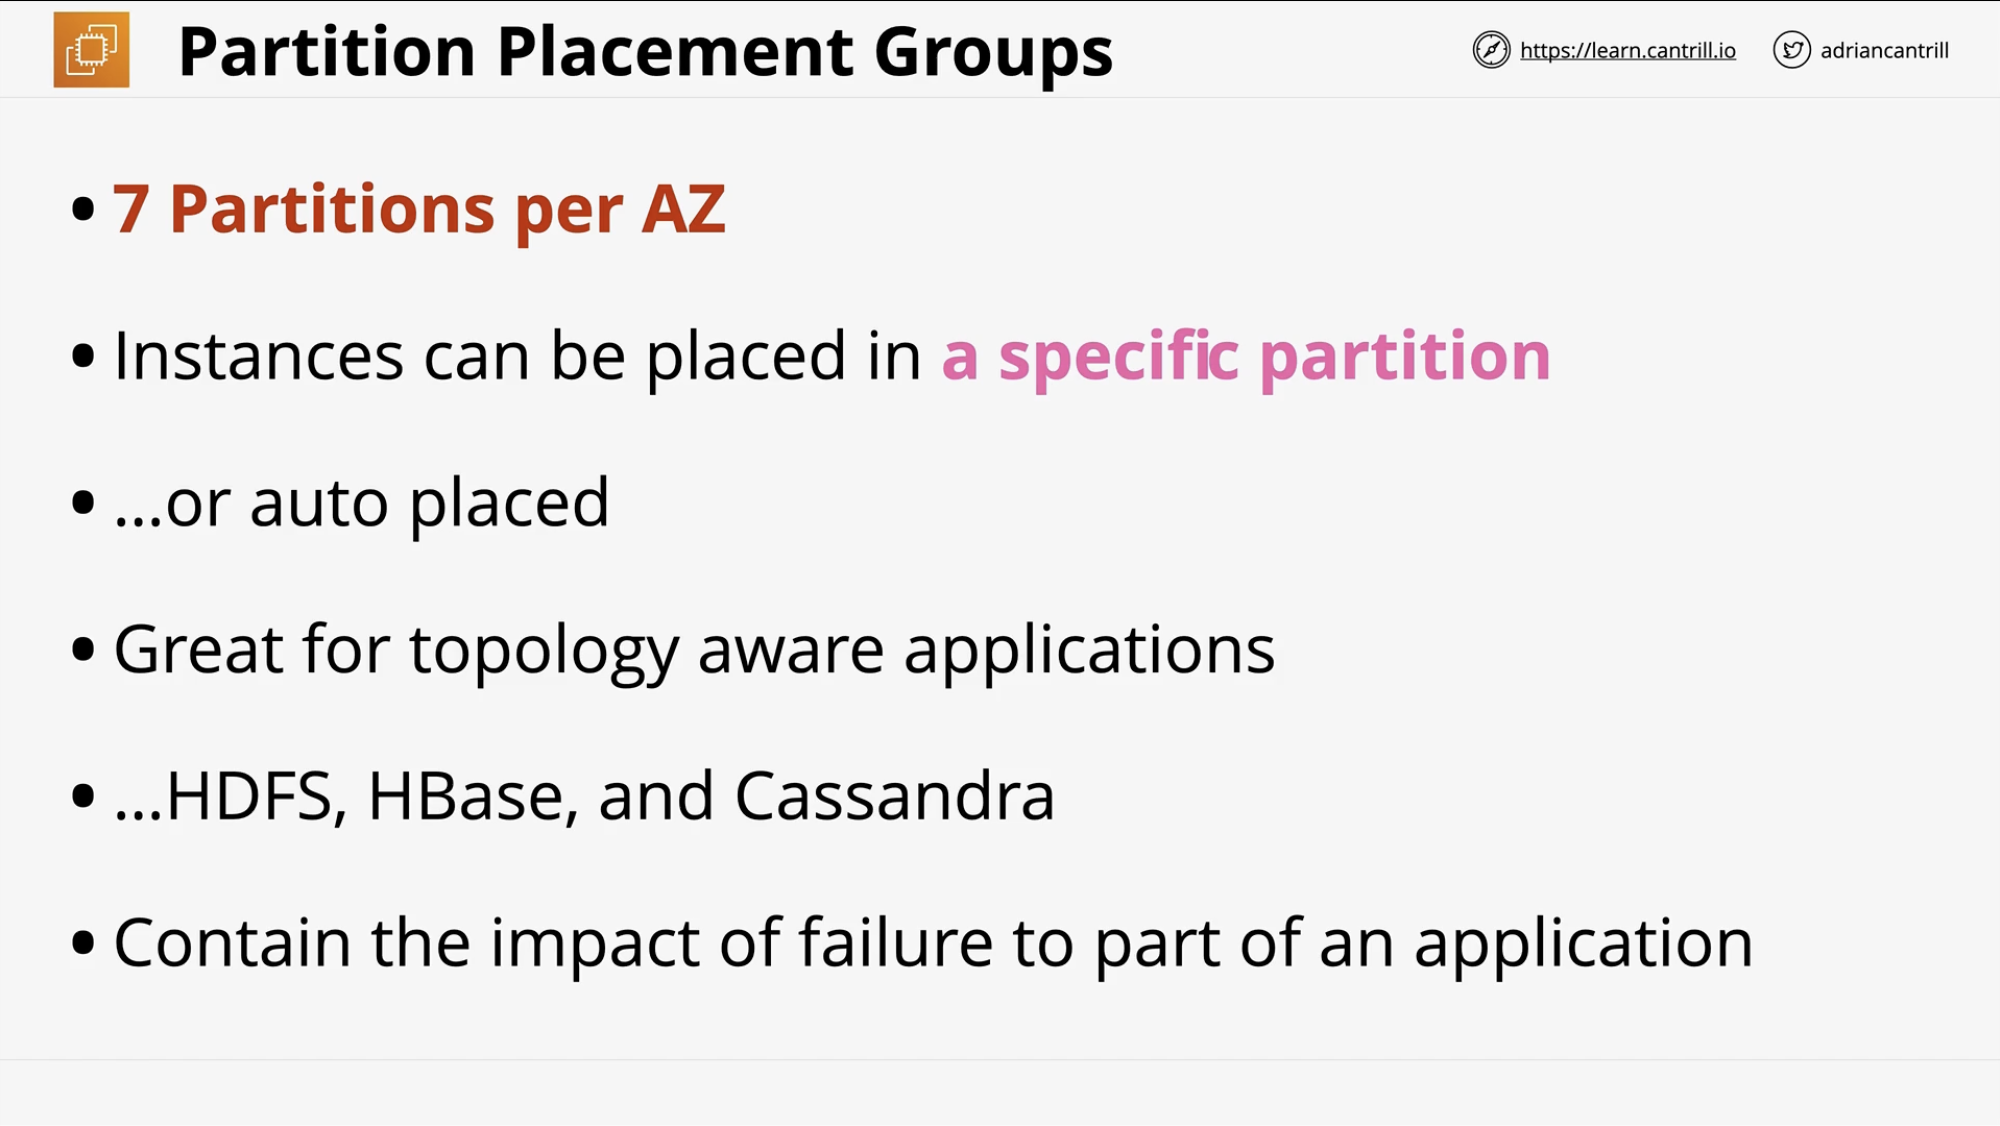 Partition Placement Groups
https://learn.cantrill.io
adriancantrill
• 7 Partitions per AZ
• Instances can be placed in a specific partition
• ...or auto placed
• Great for topology aware applications
• ...HDFS, HBase, and Cassandra
• Contain the impact of failure to part of an application